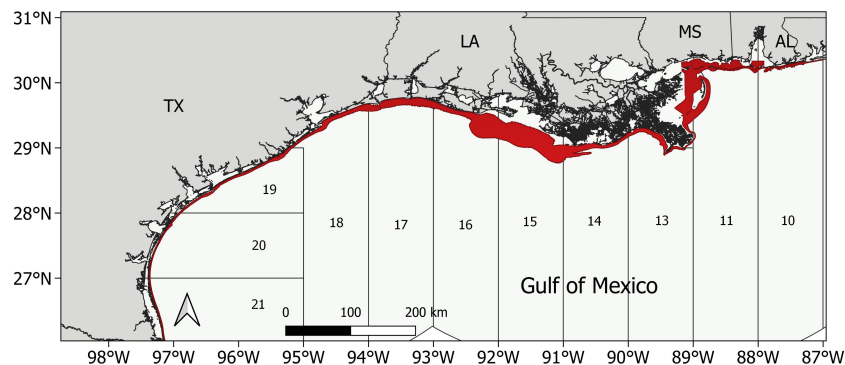 31°N
MS
LA
AL
30°N
TX
29°N
19
28°N
18
17
16
15
14
13
11
10
20
Gulf of Mexico
27°N
21
0
100
200 km
98°W
97°W
96°W
95°W
94°W
93°W
92°W
91°W
90°W
89°W
88°W
87°W